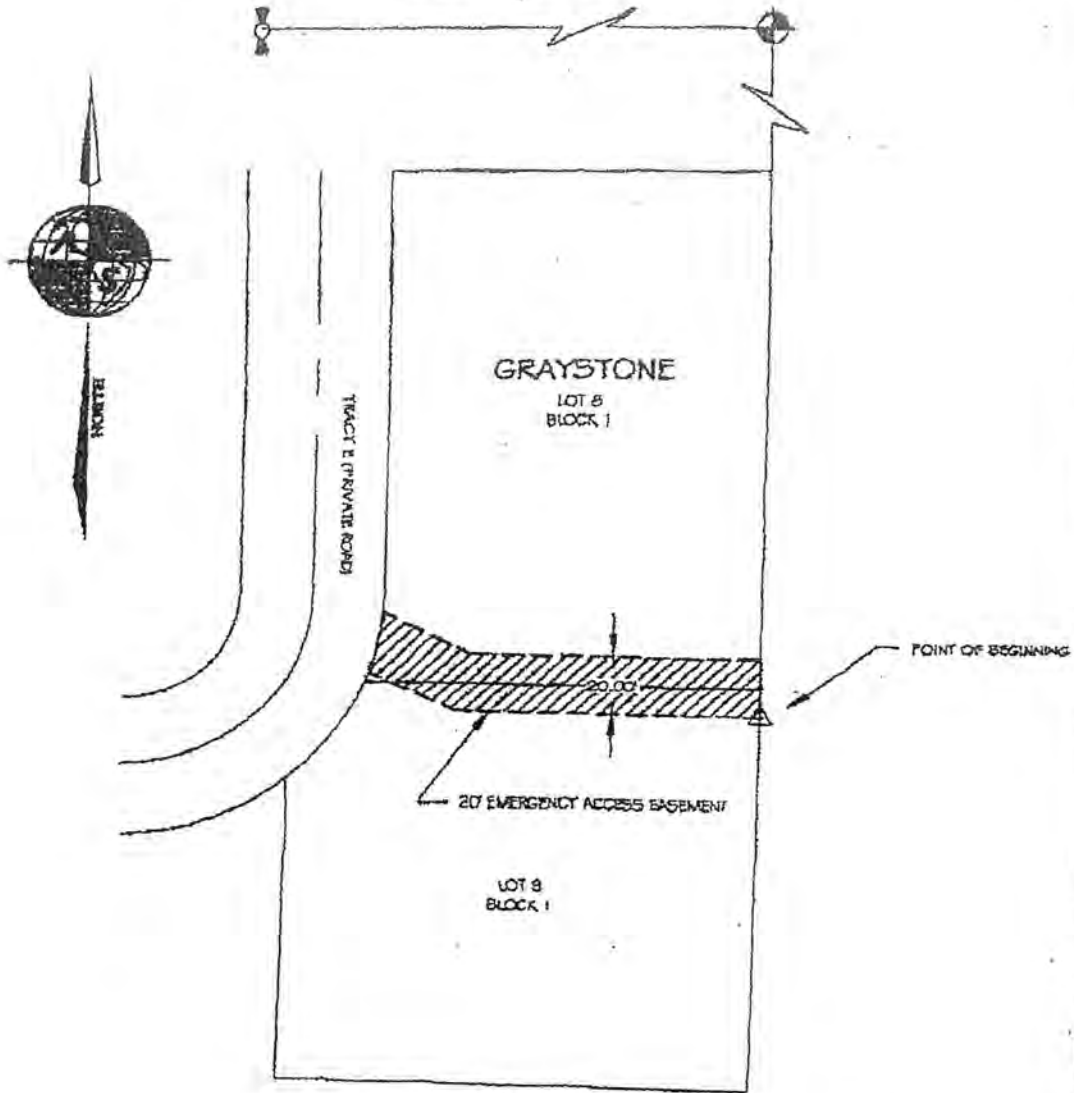 GRAYSTONE
LOT 8
BLOCK 1
TRACT E (PRIVATE ROAD)
NORTH
20.00'
POINT OF BEGINNING
20' EMERGENCY ACCESS EASEMENT
LOT 9
BLOCK 1